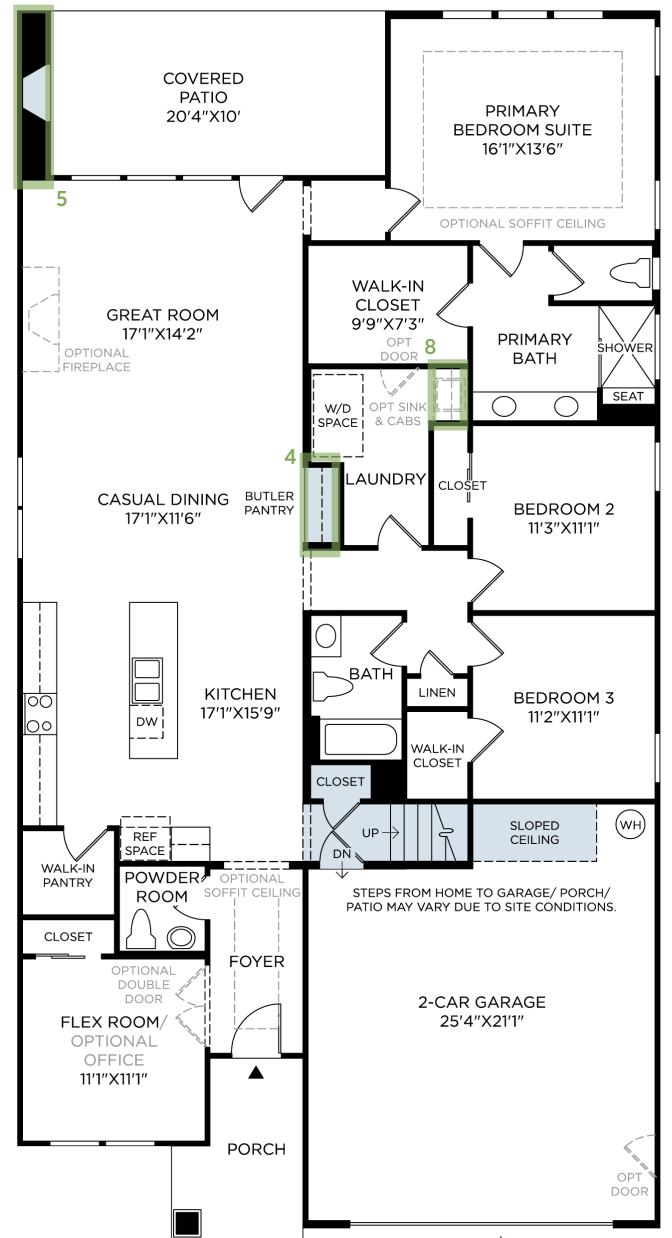 COVERED
PATIO
20'4"X10'
PRIMARY
BEDROOM SUITE
16'1"X13'6"
OPTIONAL SOFFIT CEILING
5
GREAT ROOM
17'1"X14'2"
OPTIONAL
FIREPLACE
WALK-IN
CLOSET
9'9"X7'3"
OPT
DOOR
8
PRIMARY
BATH
SHOWER
SEAT
W/D
SPACE
OPT SINK
& CABS
4
LAUNDRY
CLOSET
CASUAL DINING
17'1"X11'6"
BUTLER
PANTRY
BEDROOM 2
11'3"X11'1"
BATH
LINEN
KITCHEN
17'1"X15'9"
DW
BEDROOM 3
11'2"X11'1"
WALK-IN
CLOSET
CLOSET
UP
DN
SLOPED
CEILING
WH
REF
SPACE
WALK-IN
PANTRY
POWDER
ROOM
OPTIONAL
SOFFIT CEILING
STEPS FROM HOME TO GARAGE/ PORCH/
PATIO MAY VARY DUE TO SITE CONDITIONS.
CLOSET
FOYER
OPTIONAL
DOUBLE
DOOR
FLEX ROOM/
OPTIONAL
OFFICE
11'1"X11'1"
2-CAR GARAGE
25'4"X21'1"
PORCH
OPT
DOOR